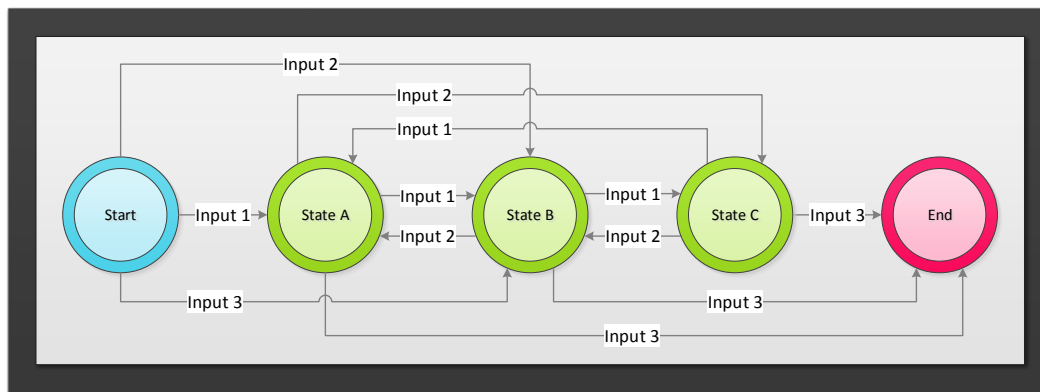 Input 2
Input 2
Input 1
Input 1
Input 1
Start
Input 1
State A
State B
State C
Input 3
End
Input 2
Input 2
Input 3
Input 3
Input 3